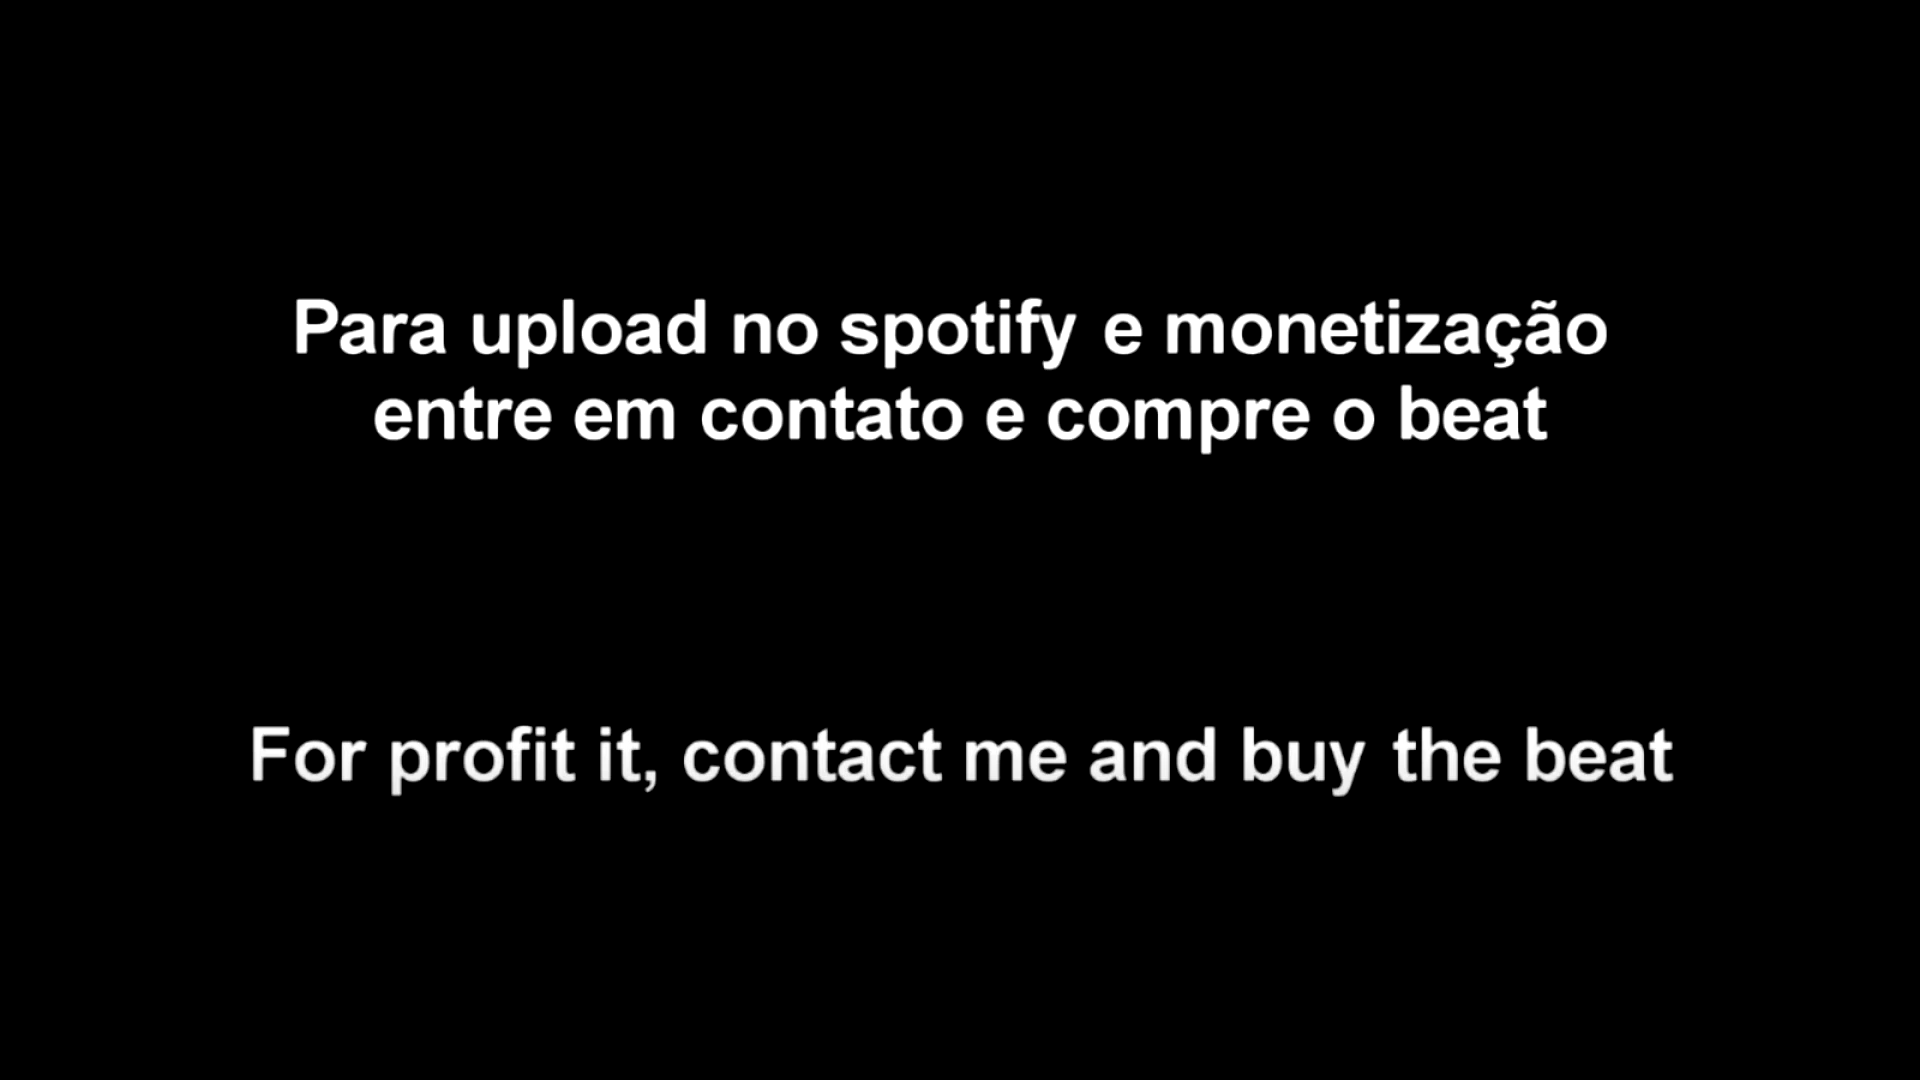 Para upload no spotify e monetização
entre em contato e compre o beat
For profit it, contact me and buy the beat